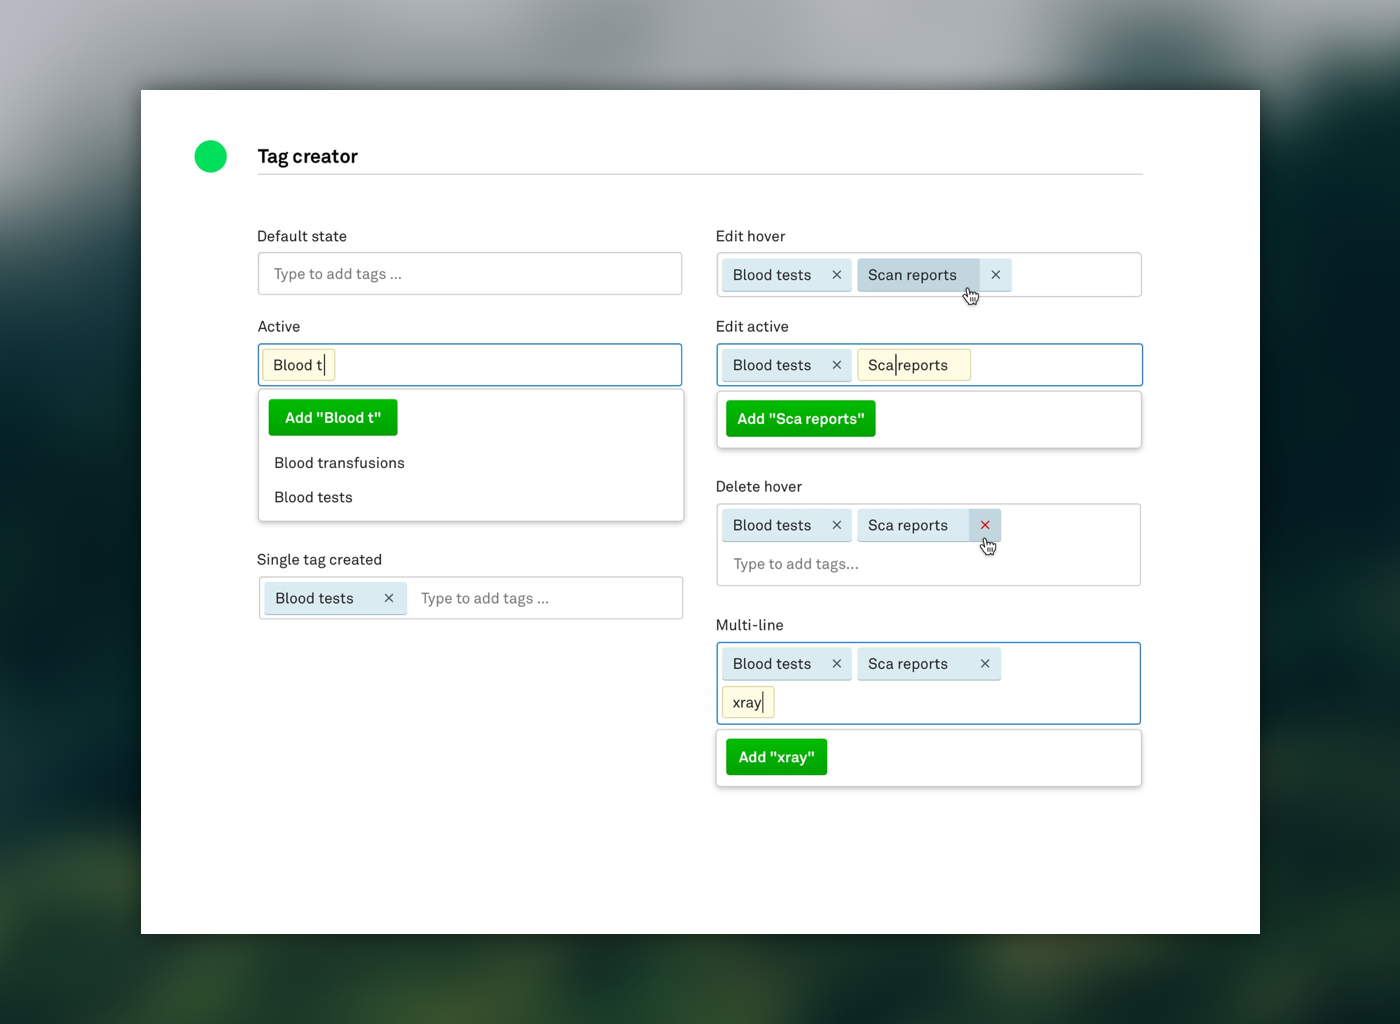 Tag creator
Default state
Type to add tags ...
Active
Blood t
Add "Blood t"
Blood transfusions
Blood tests
Single tag created
Blood tests × Type to add tags ...
Edit hover
Blood tests × Scan reports ×
Edit active
Blood tests × Sca reports
Add "Sca reports"
Delete hover
Blood tests × Sca reports ×
Type to add tags...
Multi-line
Blood tests × Sca reports ×
xray
Add "xray"